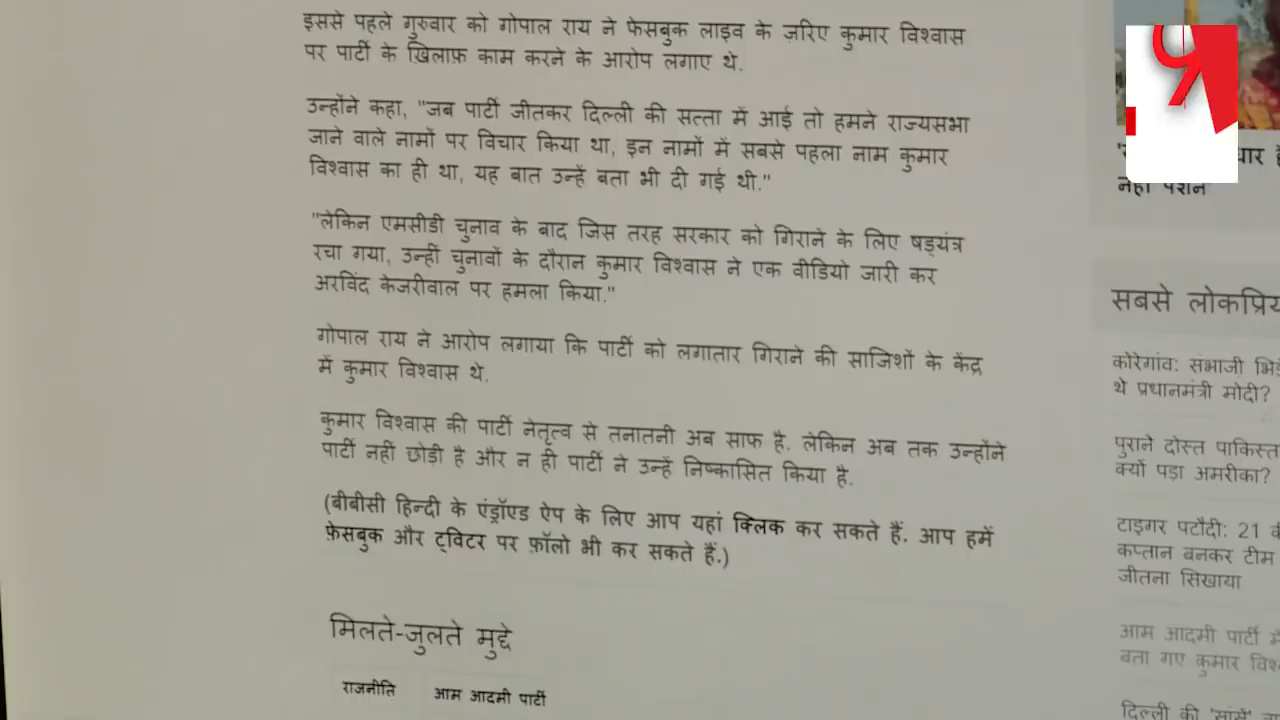 इससे पहले गुरुवार को गोपाल राय ने फेसबुक लाइव के ज़रिए कुमार विश्वास
पर पार्टी के ख़िलाफ़ काम करने के आरोप लगाए थे.
उन्होंने कहा, "जब पार्टी जीतकर दिल्ली की सत्ता में आई तो हमने राज्यसभा
जाने वाले नामों पर विचार किया था, इन नामों में सबसे पहला नाम कुमार
विश्वास का ही था, यह बात उन्हें बता भी दी गई थी."
"लेकिन एमसीडी चुनाव के बाद जिस तरह सरकार को गिराने के लिए षड्यंत्र
रचा गया, उन्हीं चुनावों के दौरान कुमार विश्वास ने एक वीडियो जारी कर
अरविंद केजरीवाल पर हमला किया."
गोपाल राय ने आरोप लगाया कि पार्टी को लगातार गिराने की साजिशों के केंद्र
में कुमार विश्वास थे.
कुमार विश्वास की पार्टी नेतृत्व से तनातनी अब साफ है. लेकिन अब तक उन्होंने
पार्टी नहीं छोड़ी है और न ही पार्टी ने उन्हें निष्कासित किया है.
(बीबीसी हिन्दी के एंड्रॉएड ऐप के लिए आप यहां क्लिक कर सकते हैं. आप हमें
फ़ेसबुक और ट्विटर पर फ़ॉलो भी कर सकते हैं.)
मिलते-जुलते मुद्दे
राजनीति आम आदमी पार्टी
नहीं पेंशन'
सबसे लोकप्रिय
कोरेगांव: संभाजी
थे प्रधानमंत्री मोदी?
पुराने दोस्त
क्यों पड़ा अमरीका?
टाइगर पटौदी: 21
कप्तान बनकर टीम
जीतना सिखाया
आम आदमी पार्टी
बता गए कुमार
दिल्ली की